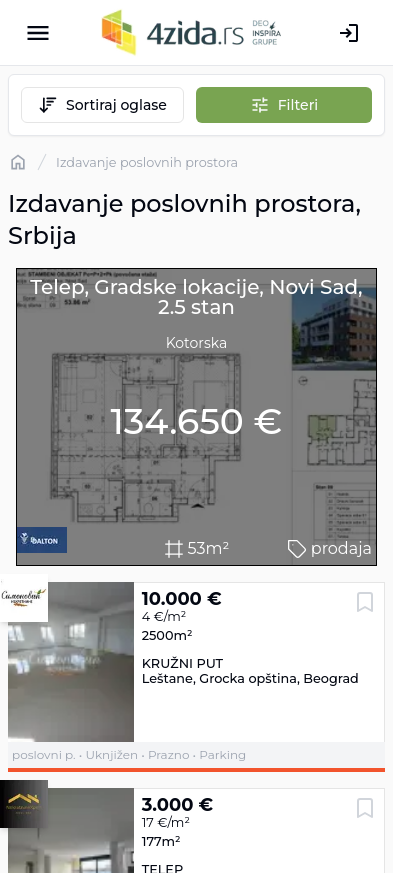 4zida.rs
DEO
INSPIRA
GRUPE
Sortiraj oglase
Filteri
Izdavanje poslovnih prostora
Izdavanje poslovnih prostora,
Srbija
Telep, Gradske lokacije, Novi Sad,
2.5 stan
Kotorska
134.650 €
DALTON
53m²
prodaja
Симоновић
НЕКРЕТНИНЕ
10.000 €
4 €/m²
2500m²
KRUŽNI PUT
Leštane, Grocka opština, Beograd
poslovni p. • Uknjižen • Prazno • Parking
3.000 €
17 €/m²
177m²
TELEP